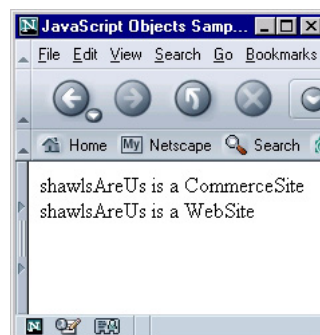 JavaScript Objects Samp...
File Edit View Search Go Bookmarks
Home My Netscape Search
shawlsAreUs is a CommerceSite
shawlsAreUs is a WebSite